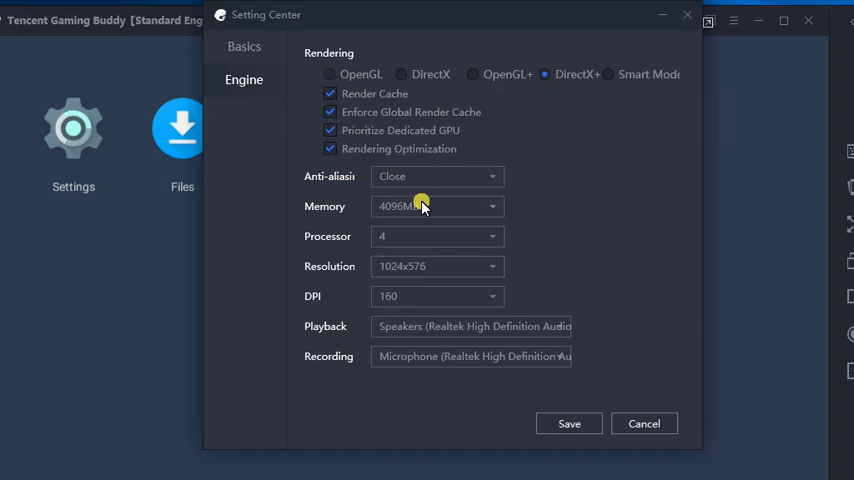 Setting Center
Tencent Gaming Buddy [Standard Eng
Basics
Engine
Rendering
OpenGL DirectX OpenGL+ DirectX+ Smart Mode
Render Cache
Enforce Global Render Cache
Prioritize Dedicated GPU
Rendering Optimization
Anti-aliasin Close
Memory 4096M
Processor 4
Resolution 1024x576
DPI 160
Playback Speakers (Realtek High Definition Audio
Recording Microphone (Realtek High Definition Au
Settings
Files
Save
Cancel